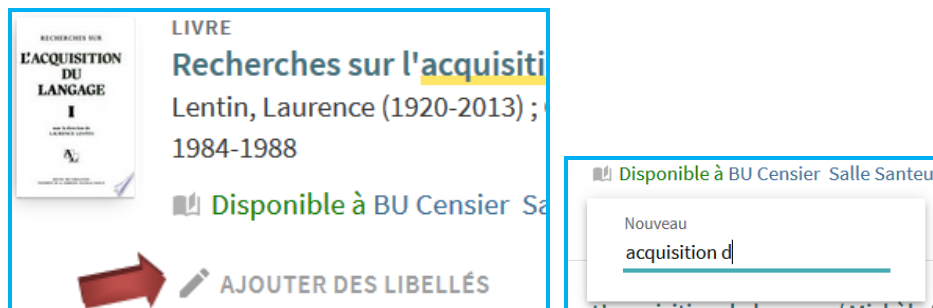 RECHERCHES SUR
L'ACQUISITION
DU
LANGAGE
I
LIVRE
Recherches sur l'acquisiti
Lentin, Laurence (1920-2013) ;
1984-1988
Disponible à BU Censier Sa
AJOUTER DES LIBELLÉS
Disponible à BU Censier Salle Santeu
Nouveau
acquisition d